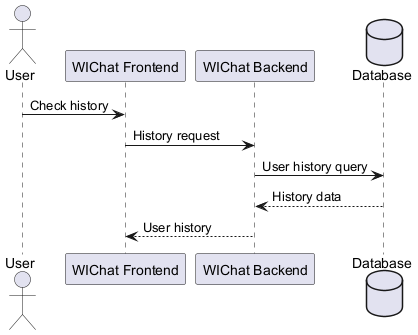 User
WIChat Frontend
WIChat Backend
Database
Check history
History request
User history query
History data
User history
User
WIChat Frontend
WIChat Backend
Database